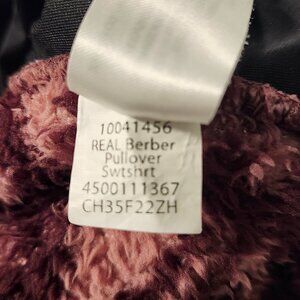 10041456
REAL Berber
Pullover
Swtshrt
4500111367
CH35F22ZH